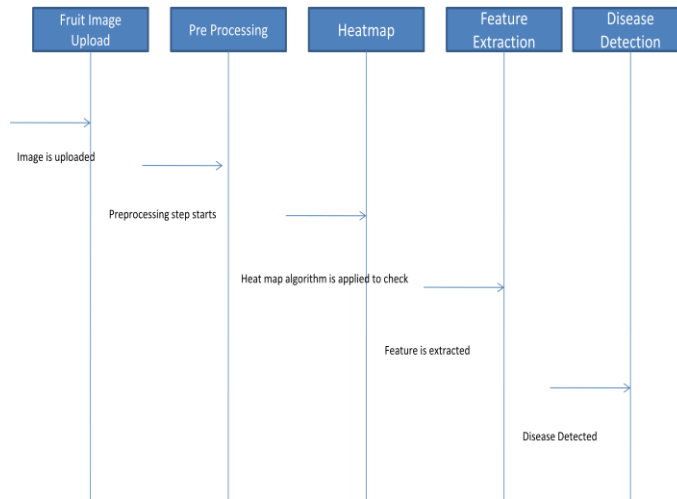 Fruit Image
Upload
Pre Processing
Heatmap
Feature
Extraction
Disease
Detection
Image is uploaded
Preprocessing step starts
Heat map algorithm is applied to check
Feature is extracted
Disease Detected